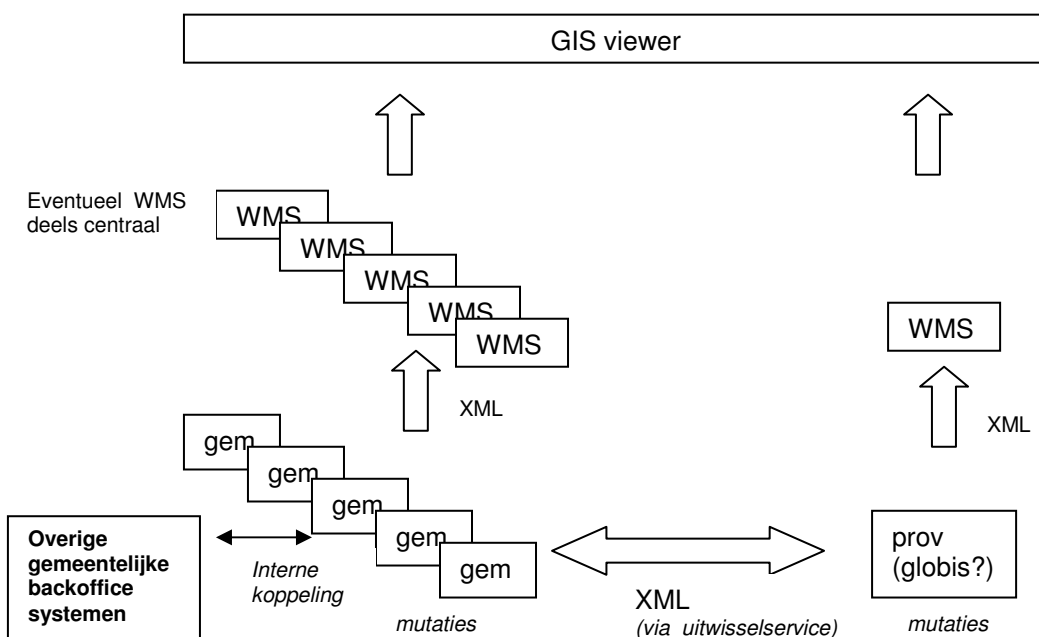 GIS viewer
Eventueel WMS
deels centraal
WMS
WMS
WMS
WMS
WMS
WMS
XML
XML
gem
gem
gem
gem
gem
Overige
gemeentelijke
backoffice
systemen
Interne
koppeling
mutaties
XML
(via uitwisselservice)
prov
(globis?)
mutaties